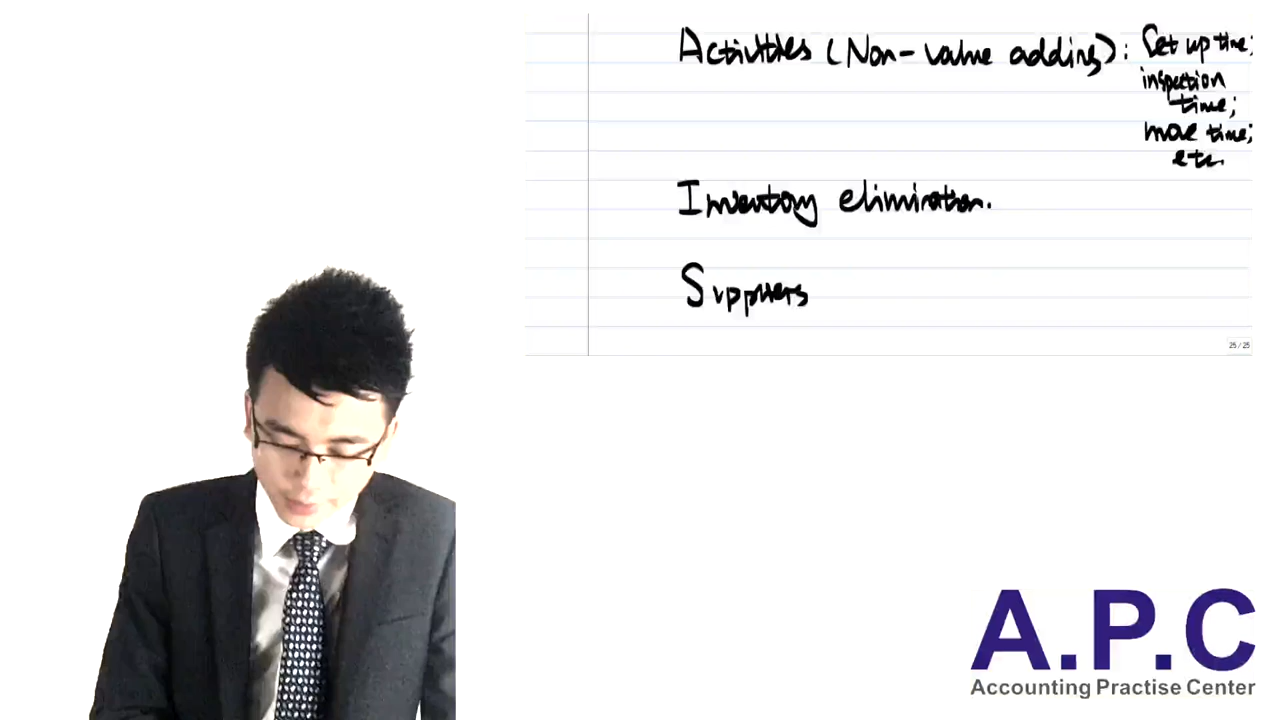 Activities (Non-value adding): Set up time;
inspection
time;
move time;
etc.
Inventory elimination.
Suppliers
25 / 25
A.P.C
Accounting Practise Center